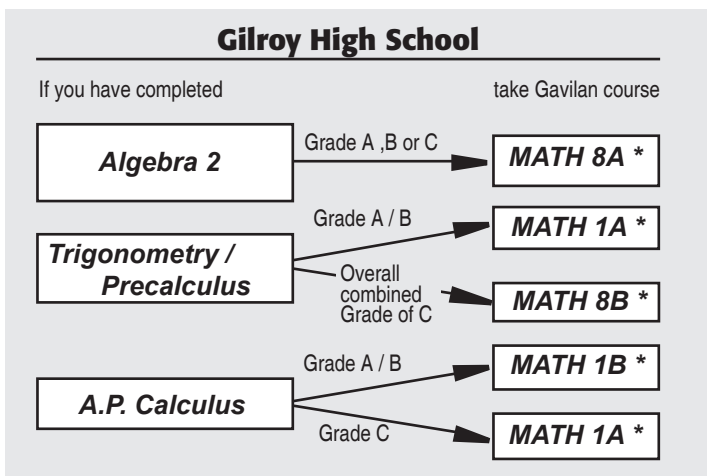 Gilroy High School
If you have completed
take Gavilan course
Algebra 2
Grade A ,B or C
MATH 8A *
Trigonometry /
Precalculus
Grade A / B
MATH 1A *
Overall
combined
Grade of C
MATH 8B *
A.P. Calculus
Grade A / B
MATH 1B *
Grade C
MATH 1A *